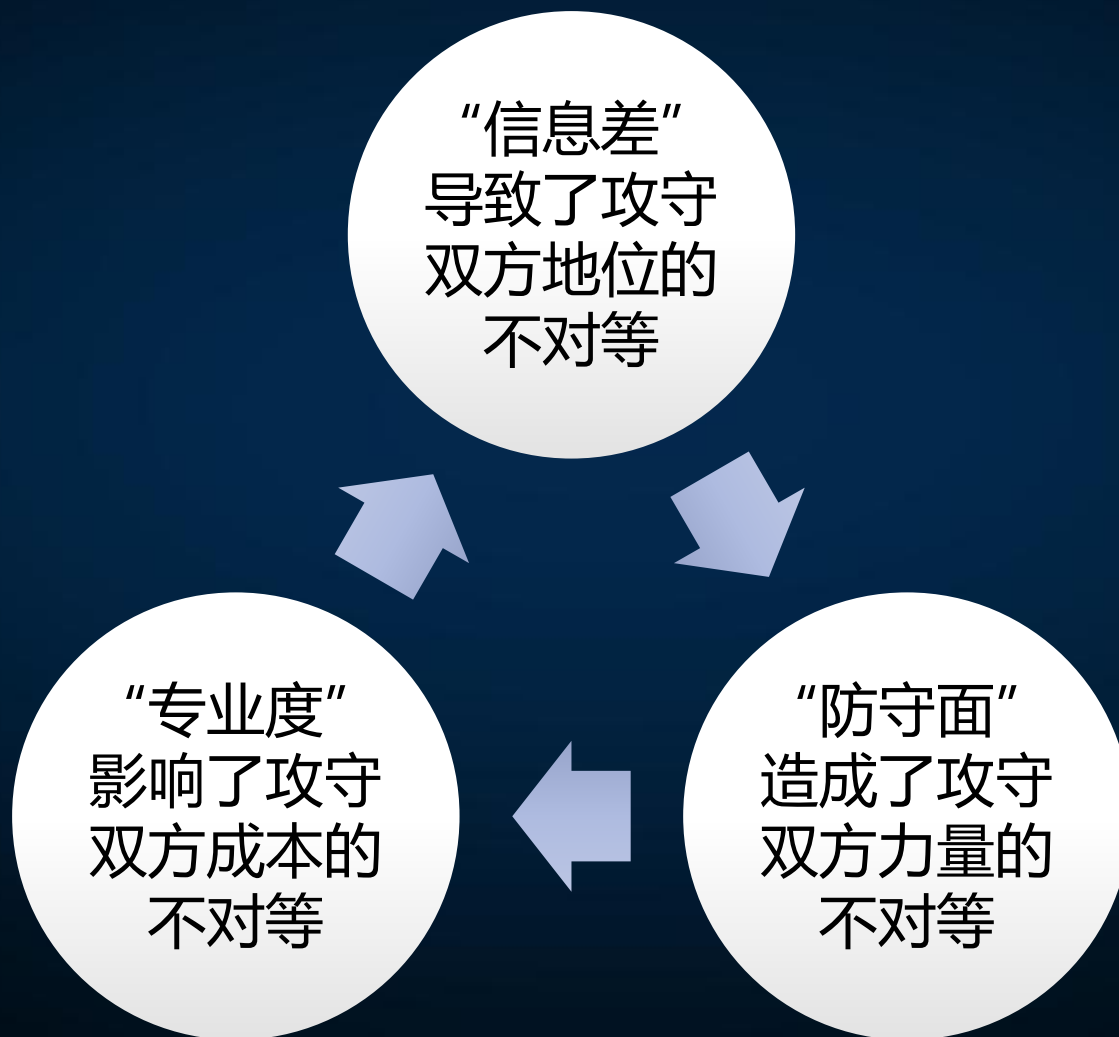 “信息差”
导致了攻守
双方地位的
不对等
“专业度”
影响了攻守
双方成本的
不对等
“防守面”
造成了攻守
双方力量的
不对等